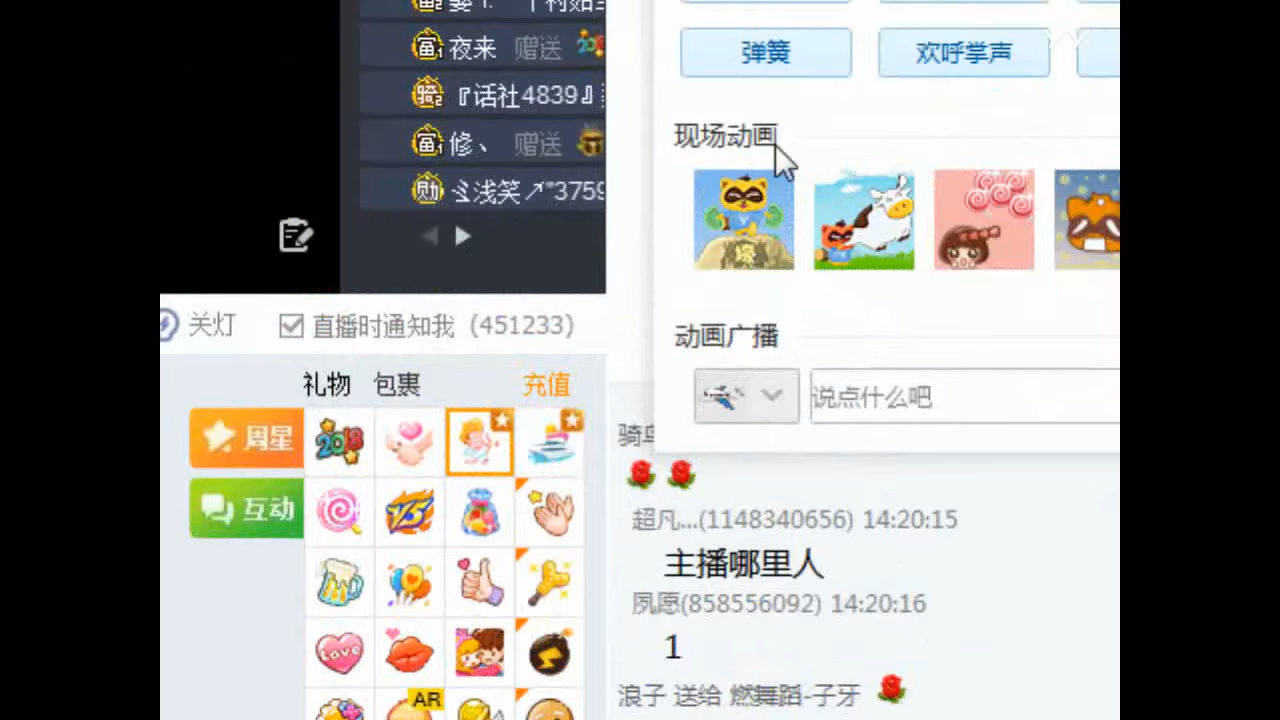 夜来 赠送
『话社4839』
修、 赠送
浅笑↗"3759
关灯
直播时通知我（451233）
礼物 包裹 充值
周星
互动
2018
VS
Love
AR
弹簧 欢呼掌声
现场动画
动画广播
说点什么吧
超凡...(1148340656) 14:20:15
主播哪里人
夙愿(858556092) 14:20:16
1
浪子 送给 燃舞蹈-子牙